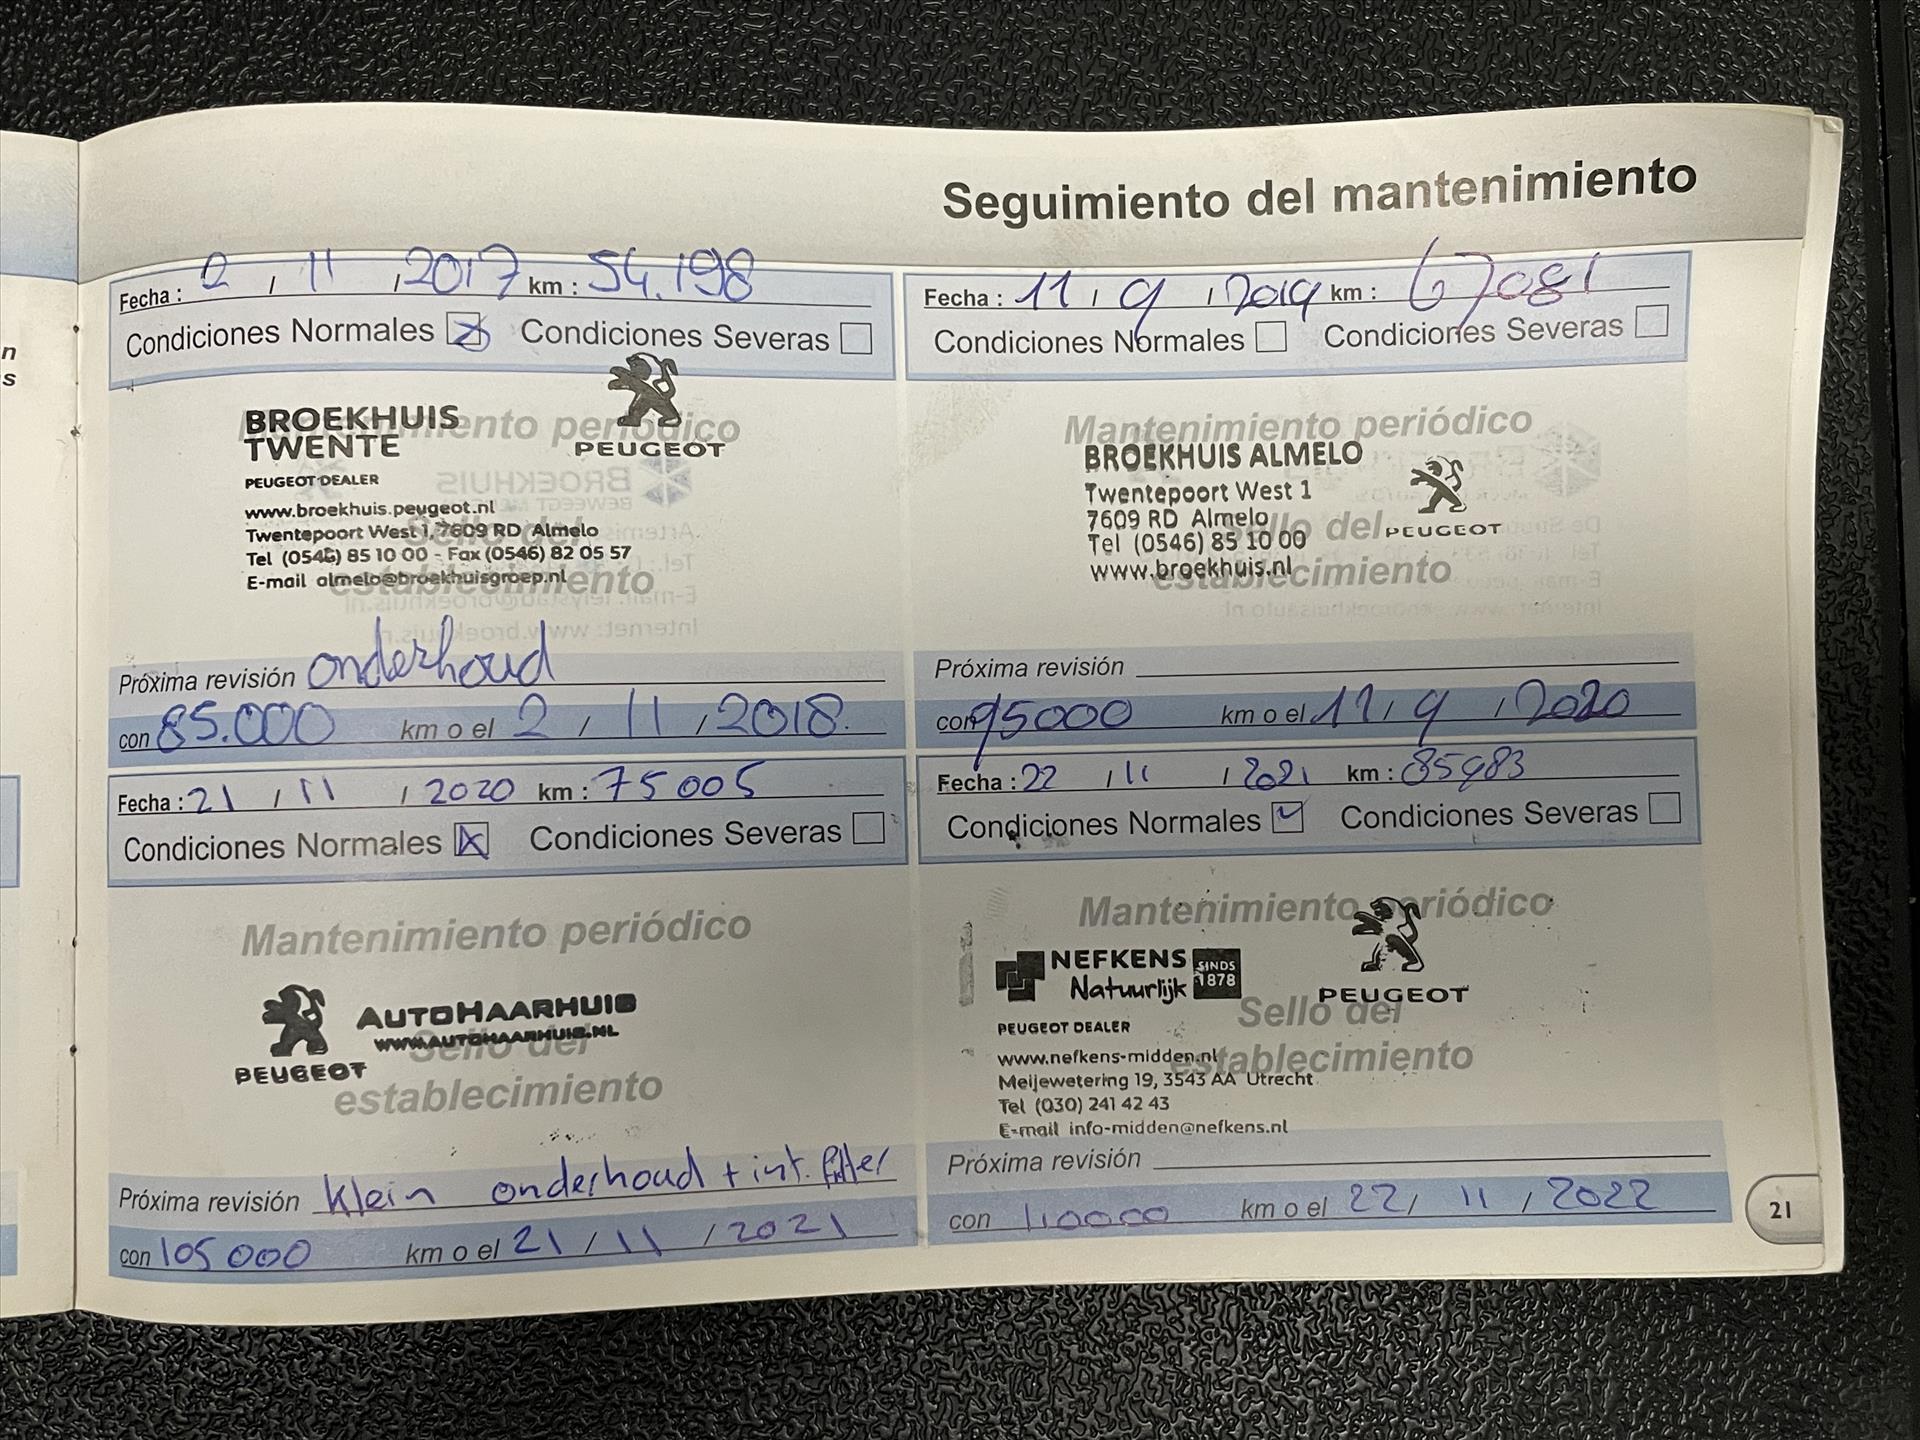 Seguimiento del mantenimiento
n
s
Fecha : 2 / 11 / 2017 km : 54.198
Condiciones Normales Condiciones Severas
Mantenimiento periódico
BROEKHUIS
TWENTE
PEUGEOT
PEUGEOT DEALER
www.broekhuis.peugeot.nl
Twentepoort West 1, 7609 RD Almelo
Sello del
Tel (0546) 85 10 00 - Fax (0546) 82 05 57
E-mail almelo@broekhuisgroep.nl
establecimiento
Próxima revisión onderhoud
con 85.000 km o el 2 / 11 / 2018.
Fecha : 11 / 9 / 2019 km : 67081
Condiciones Normales Condiciones Severas
Mantenimiento periódico
BROEKHUIS ALMELO
Twentepoort West 1
7609 RD Almelo
Sello del
PEUGEOT
Tel (0546) 85 10 00
www.broekhuis.nl
establecimiento
Próxima revisión
con 95000 km o el 11 / 9 / 2020
Fecha : 21 / 11 / 2020 km : 75005
Condiciones Normales Condiciones Severas
Mantenimiento periódico
AUTOHAARHUIS
WWW.AUTOHAARHUIS.NL
Sello del
PEUGEOT
establecimiento
Próxima revisión klein onderhoud + int. filter
con 105000 km o el 21 / 11 / 2021
Fecha : 22 / 11 / 2021 km : 85983
Condiciones Normales Condiciones Severas
Mantenimiento periódico
NEFKENS
Natuurlijk
SINDS
1878
PEUGEOT
Sello del
PEUGEOT DEALER
www.nefkens-midden.nl
establecimiento
Meijewetering 19, 3543 AA Utrecht
Tel (030) 241 42 43
E-mail info-midden@nefkens.nl
Próxima revisión
con 110000 km o el 22 / 11 / 2022
21